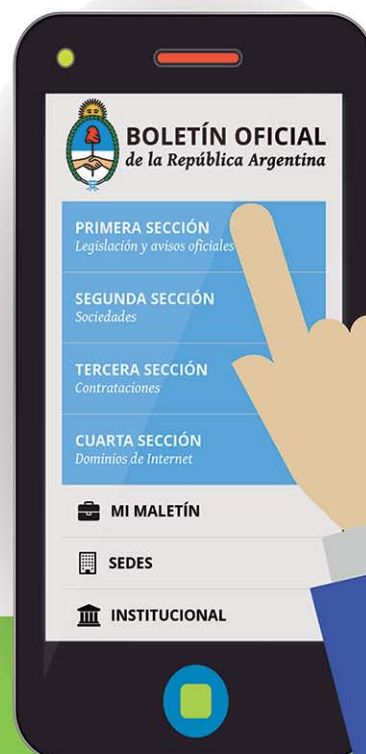 BOLETÍN OFICIAL
de la República Argentina
PRIMERA SECCIÓN
Legislación y avisos oficiales
SEGUNDA SECCIÓN
Sociedades
TERCERA SECCIÓN
Contrataciones
CUARTA SECCIÓN
Dominios de Internet
MI MALETÍN
SEDES
INSTITUCIONAL